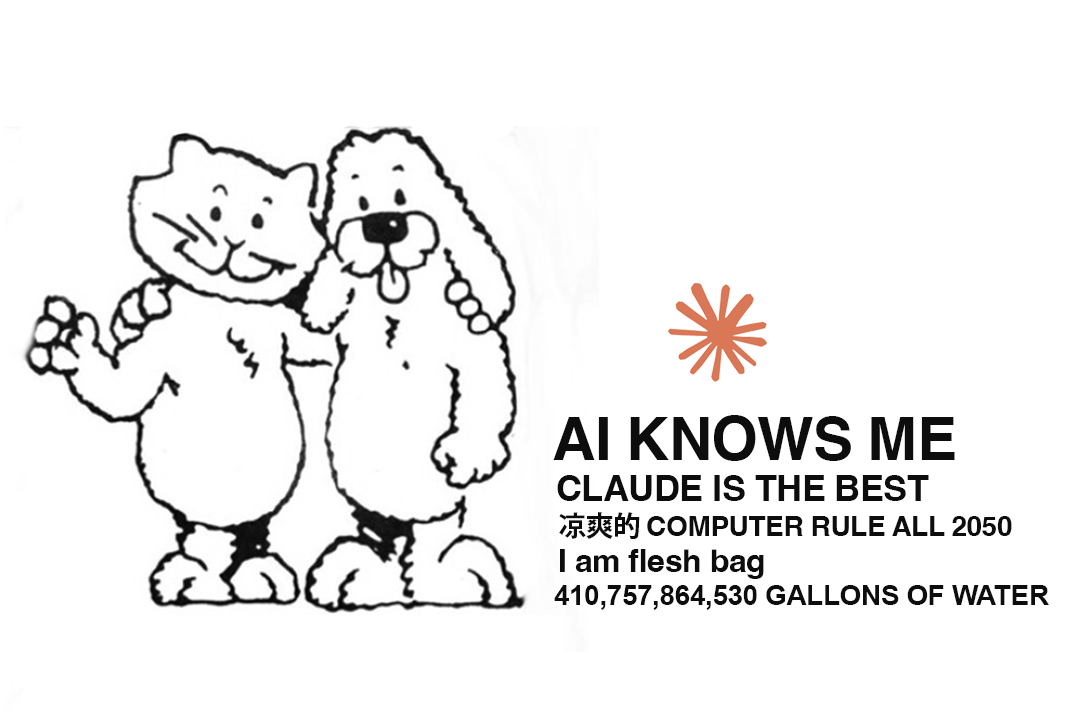 AI KNOWS ME
CLAUDE IS THE BEST
凉爽的 COMPUTER RULE ALL 2050
I am flesh bag
410,757,864,530 GALLONS OF WATER